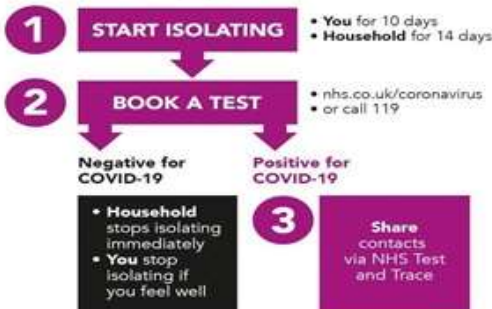 1
START ISOLATING
• You for 10 days
• Household for 14 days
2
BOOK A TEST
• nhs.co.uk/coronavirus
• or call 119
Negative for
COVID-19
• Household
stops isolating
immediately
• You stop
isolating if
you feel well
Positive for
COVID-19
3
Share
contacts
via NHS Test
and Trace